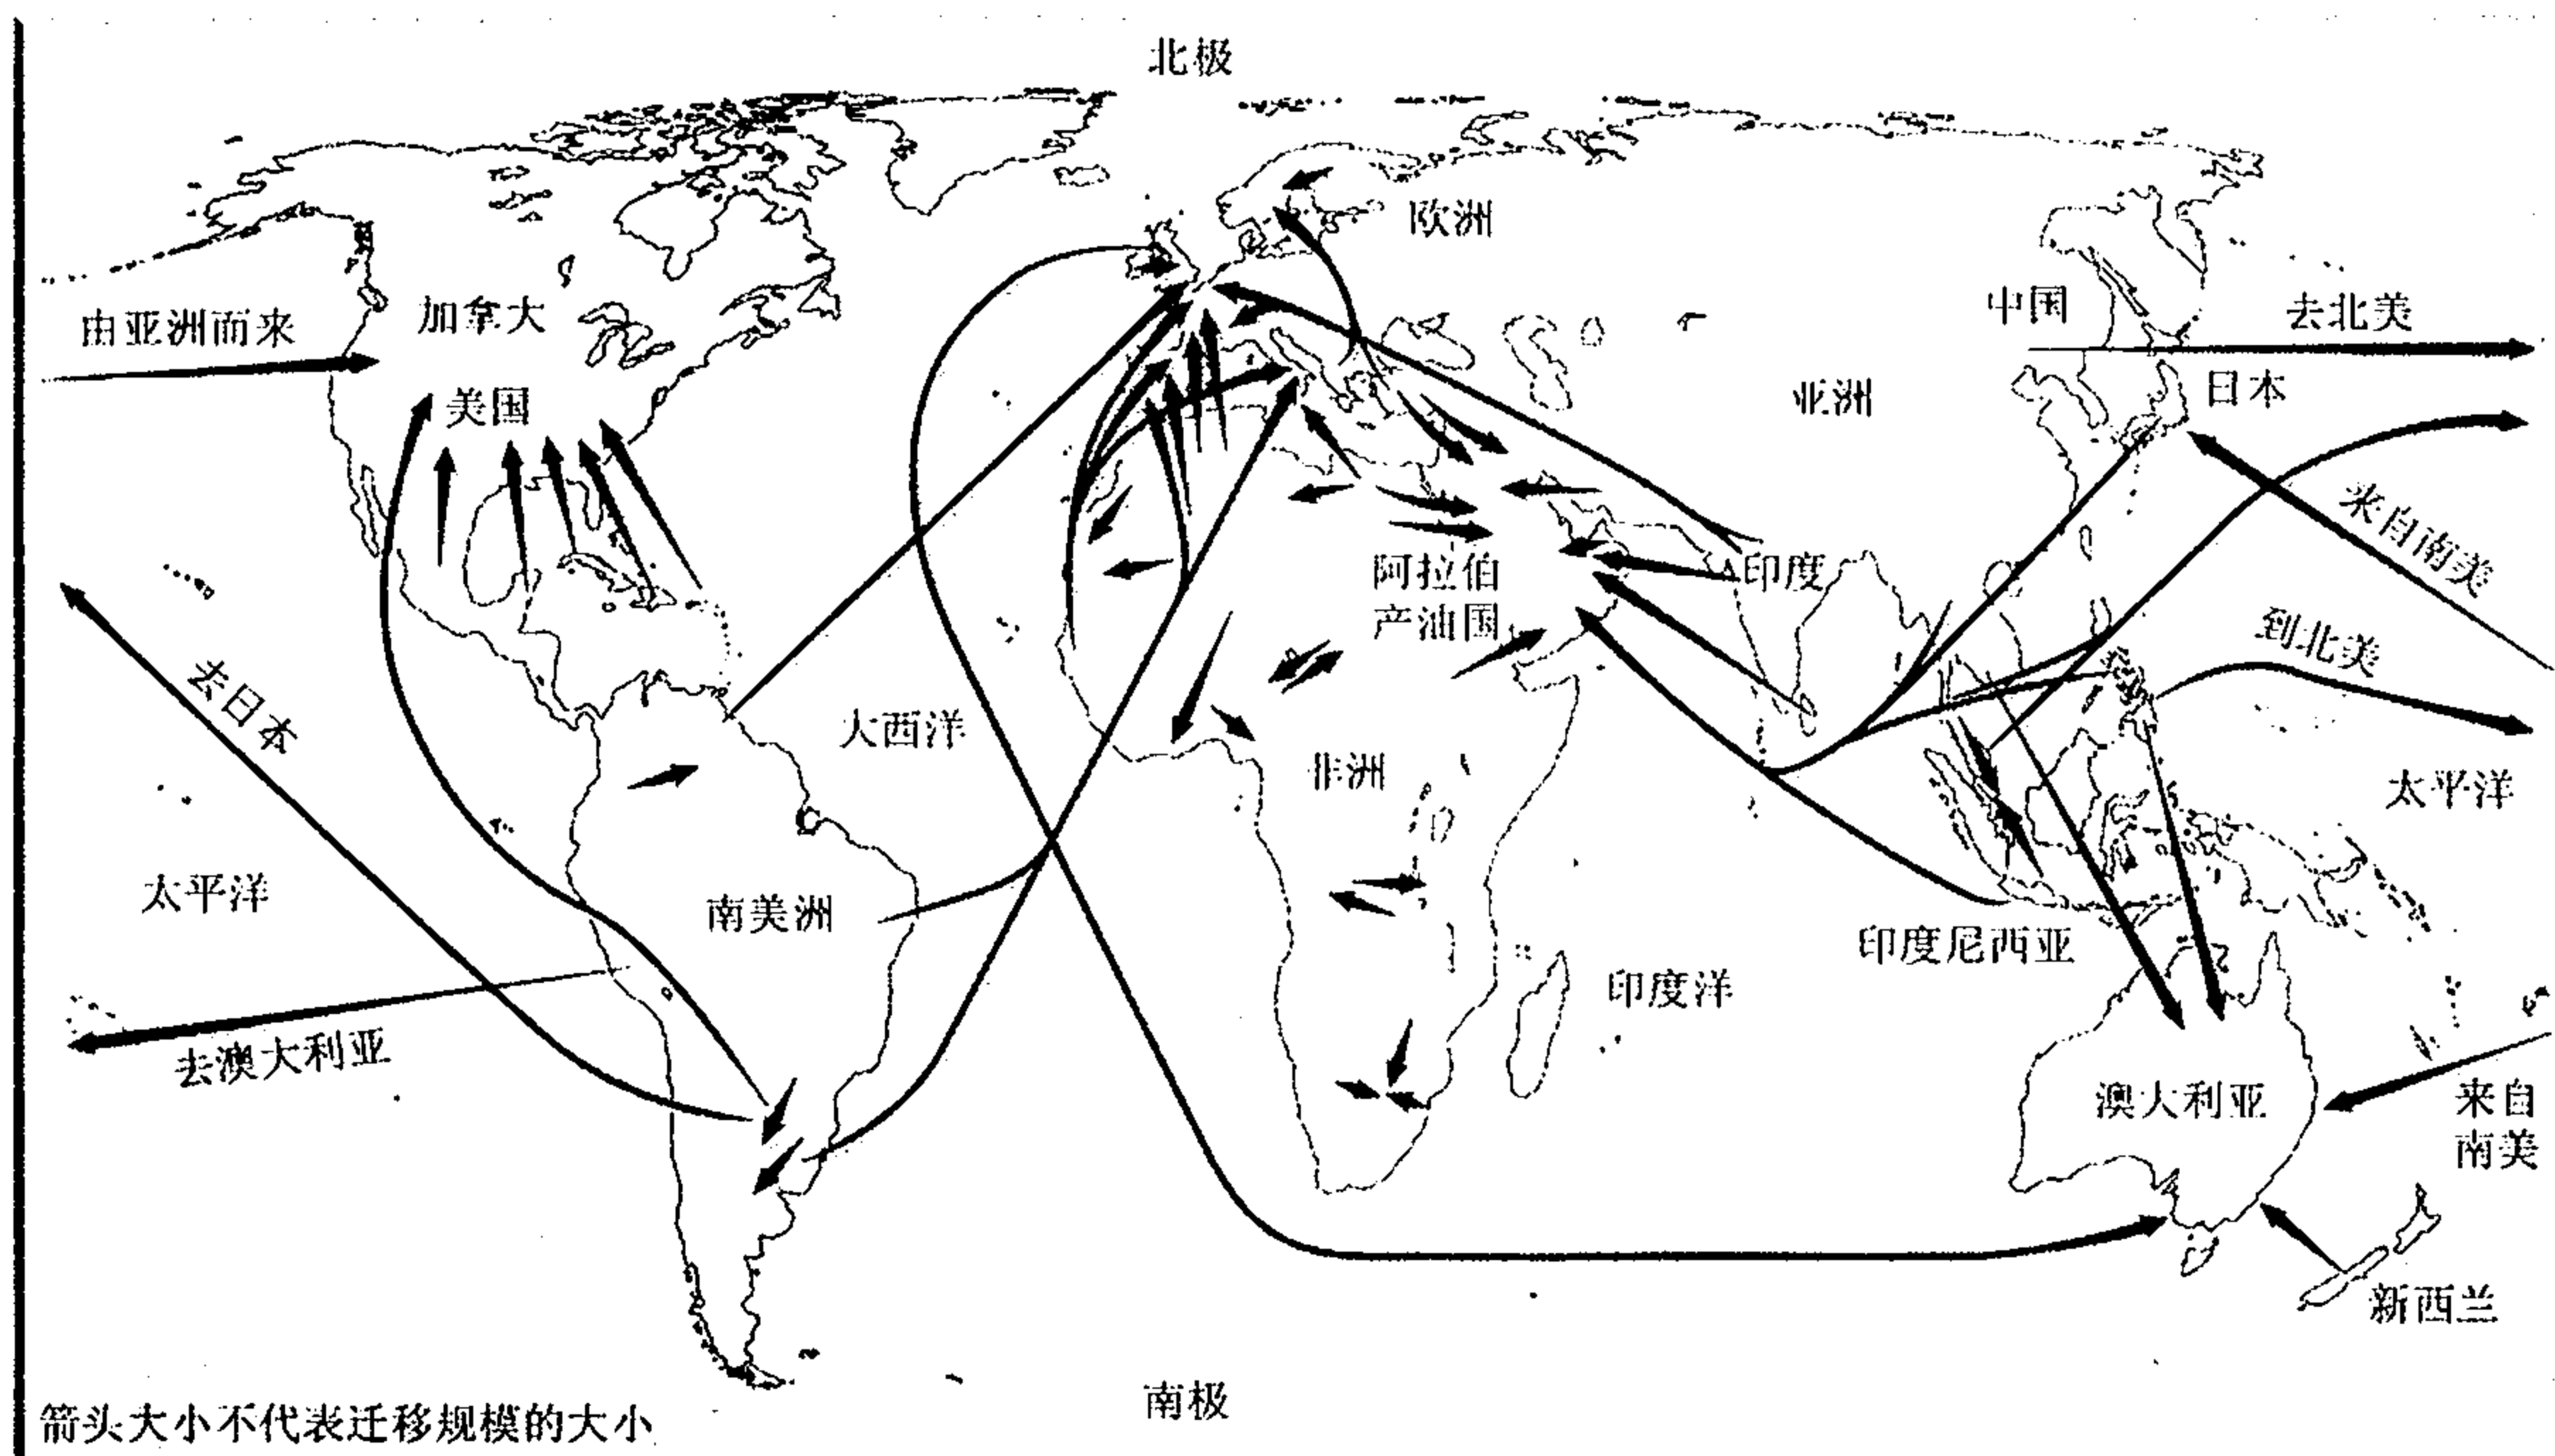 北极
欧洲
加拿大
由亚洲而来
美国
中国
去北美
日本
亚洲
来自南美
阿拉伯
产油国
印度
到北美
去日本
大西洋
非洲
太平洋
太平洋
南美洲
印度尼西亚
印度洋
去澳大利亚
澳大利亚
来自
南美
新西兰
南极
箭头大小不代表迁移规模的大小